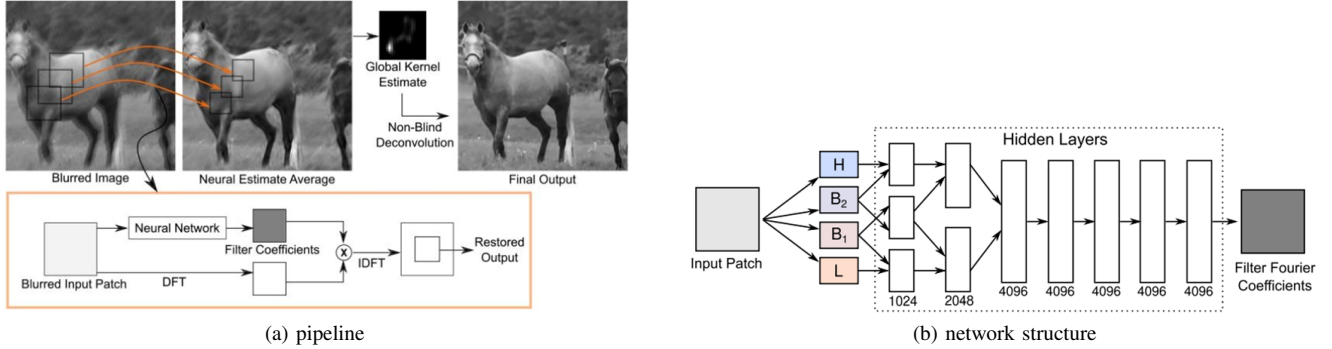 Blurred Image
Neural Estimate Average
Global Kernel
Estimate
Non-Blind
Deconvolution
Final Output
Blurred Input Patch
Neural Network
Filter Coefficients
DFT
X
IDFT
Restored
Output
(a) pipeline
Input Patch
H
B2
B1
L
Hidden Layers
1024
2048
4096
4096
4096
4096
4096
Filter Fourier
Coefficients
(b) network structure